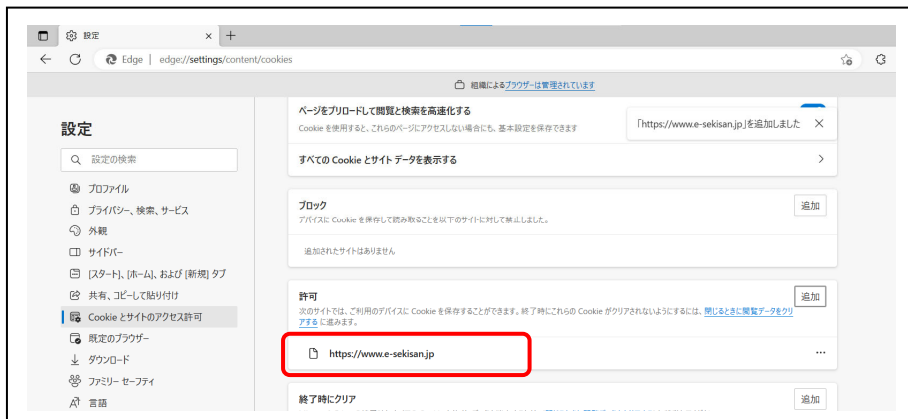 設定
Edge | edge://settings/content/cookies
組織によるブラウザーは管理されています
設定
設定の検索
プロファイル
プライバシー、検索、サービス
外観
サイドバー
[スタート]、[ホーム]、および [新規] タブ
共有、コピーして貼り付け
Cookie とサイトのアクセス許可
既定のブラウザー
ダウンロード
ファミリー セーフティ
言語
ページをプリロードして閲覧と検索を高速化する
Cookie を使用すると、これらのページにアクセスしない場合にも、基本設定を保存できます
「https://www.e-sekisan.jp」を追加しました
すべての Cookie とサイト データを表示する
ブロック
追加
デバイスに Cookie を保存して読み取ることを以下のサイトに対して禁止しました。
追加されたサイトはありません
許可
追加
次のサイトでは、ご利用のデバイスに Cookie を保存することができます。終了時にこれらの Cookie がクリアされないようにするには、閉じるときに閲覧データをクリ
アする に進みます。
https://www.e-sekisan.jp
終了時にクリア
追加